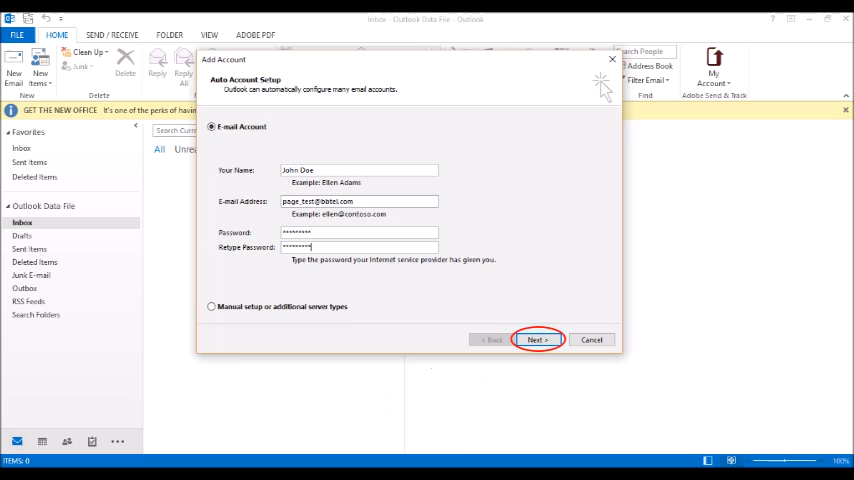 Inbox - Outlook Data File - Outlook
FILE HOME SEND / RECEIVE FOLDER VIEW ADOBE PDF
New Email
New Items
Clean Up
Junk
Delete
Reply
Reply All
Search People
Address Book
Filter Email
My Account
New Delete Find Adobe Send & Track
GET THE NEW OFFICE It's one of the perks of havin
Favorites
Inbox
Sent Items
Deleted Items
Outlook Data File
Inbox
Drafts
Sent Items
Deleted Items
Junk E-mail
Outbox
RSS Feeds
Search Folders
Search Curr
All Unrea
Add Account
Auto Account Setup
Outlook can automatically configure many email accounts.
E-mail Account
Your Name: John Doe
Example: Ellen Adams
E-mail Address: page_test@bbtel.com
Example: ellen@contoso.com
Password: *********
Retype Password: *********
Type the password your Internet service provider has given you.
Manual setup or additional server types
< Back Next > Cancel
ITEMS: 0
100%